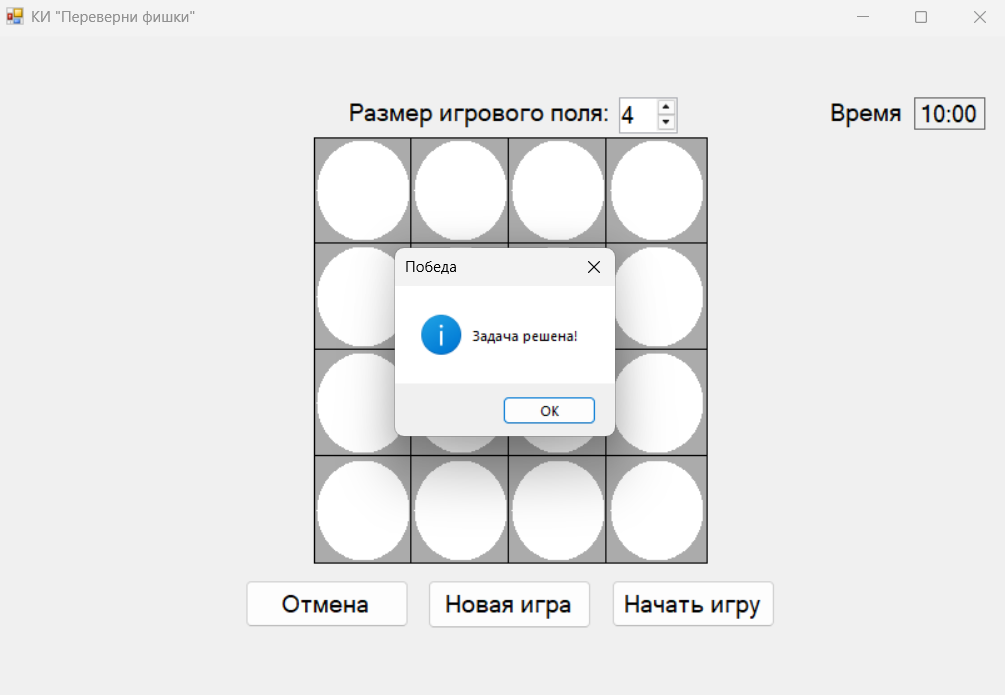 КИ "Переверни фишки"
Размер игрового поля: 4
Время 10:00
Победа
Задача решена!
ОК
Отмена
Новая игра
Начать игру